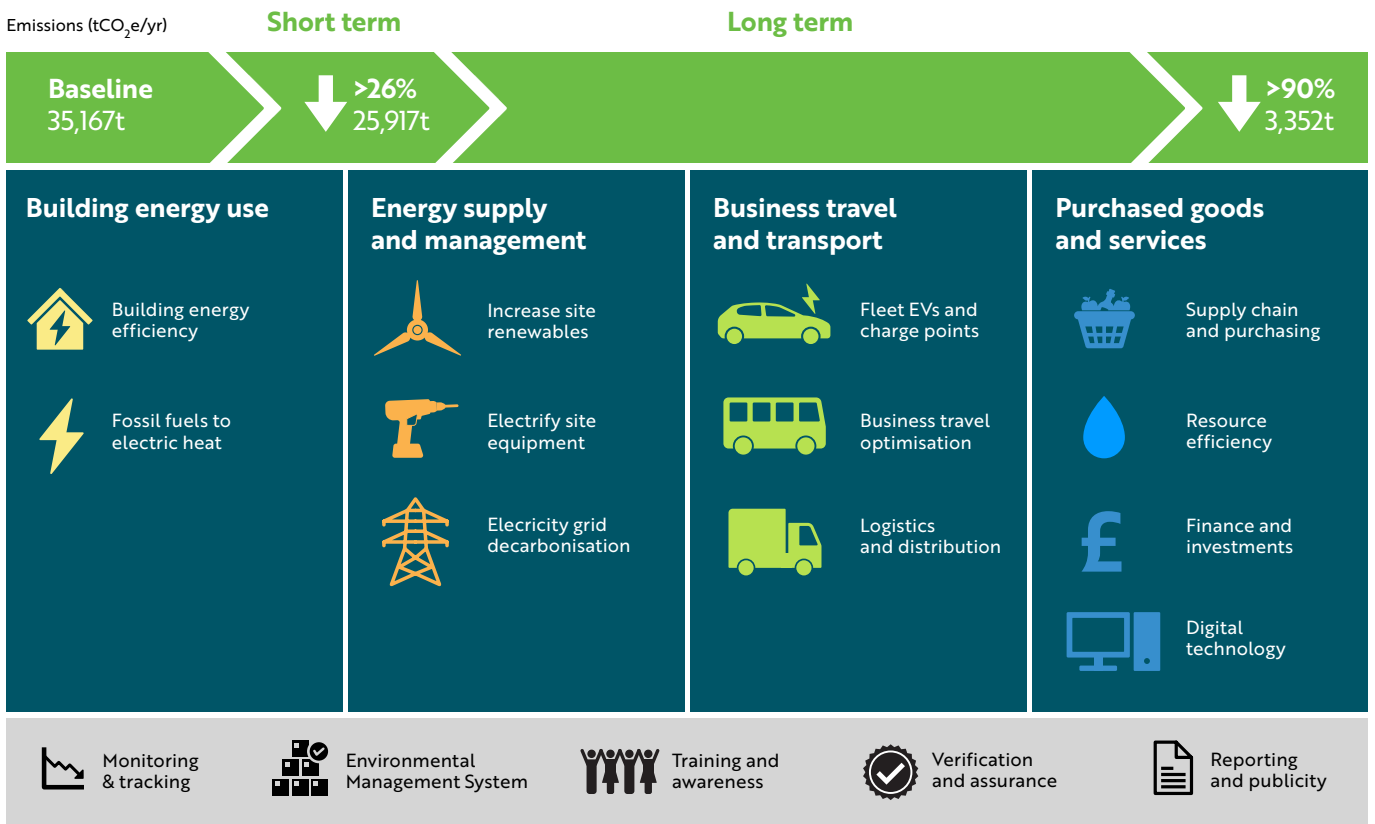 Emissions (tCO2e/yr)
Short term
Long term
Baseline
35,167t
>26%
25,917t
>90%
3,352t
Building energy use
Building energy
efficiency
Fossil fuels to
electric heat
Energy supply
and management
Increase site
renewables
Electrify site
equipment
Elecricity grid
decarbonisation
Business travel
and transport
Fleet EVs and
charge points
Business travel
optimisation
Logistics
and distribution
Purchased goods
and services
Supply chain
and purchasing
Resource
efficiency
£
Finance and
investments
Digital
technology
Monitoring
& tracking
Environmental
Management System
Training and
awareness
Verification
and assurance
Reporting
and publicity